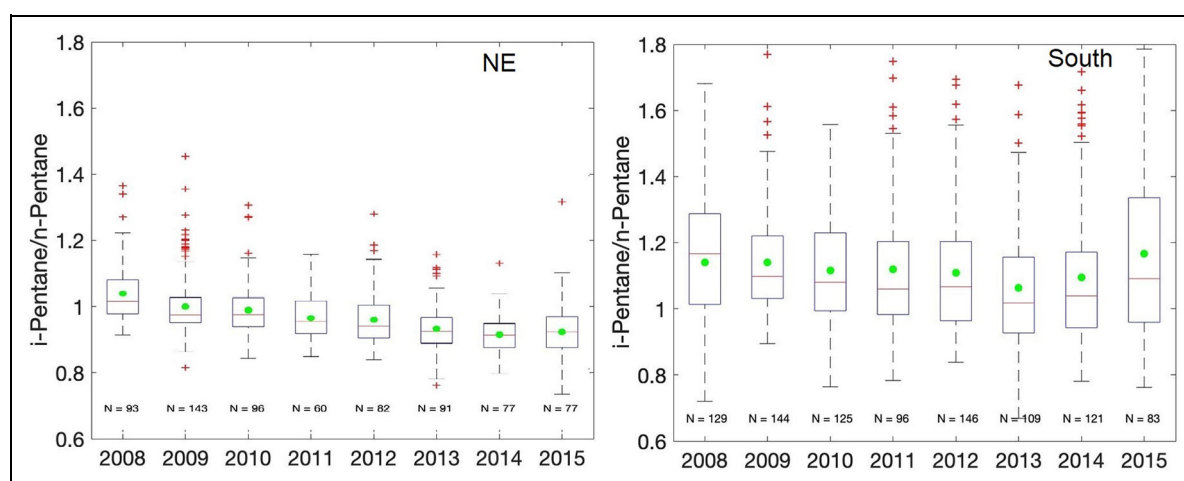 NE
i-Pentane/n-Pentane
1.8
1.6
1.4
1.2
1
0.8
0.6
N = 93 N = 143 N = 96 N = 60 N = 82 N = 91 N = 77 N = 77
2008 2009 2010 2011 2012 2013 2014 2015
South
i-Pentane/n-Pentane
1.8
1.6
1.4
1.2
1
0.8
0.6
N = 129 N = 144 N = 125 N = 96 N = 146 N = 109 N = 121 N = 83
2008 2009 2010 2011 2012 2013 2014 2015